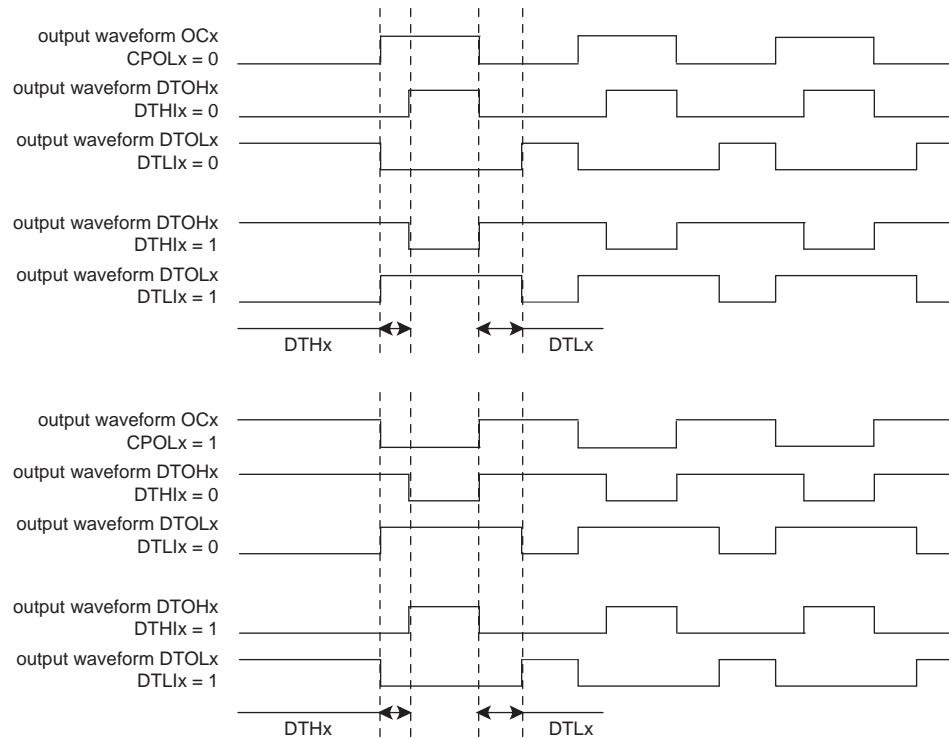 output waveform OCx
CPOLx = 0
output waveform DTOHx
DTHIx = 0
output waveform DTOLx
DTLIx = 0
output waveform DTOHx
DTHIx = 1
output waveform DTOLx
DTLIx = 1
DTHx DTLx
output waveform OCx
CPOLx = 1
output waveform DTOHx
DTHIx = 0
output waveform DTOLx
DTLIx = 0
output waveform DTOHx
DTHIx = 1
output waveform DTOLx
DTLIx = 1
DTHx DTLx